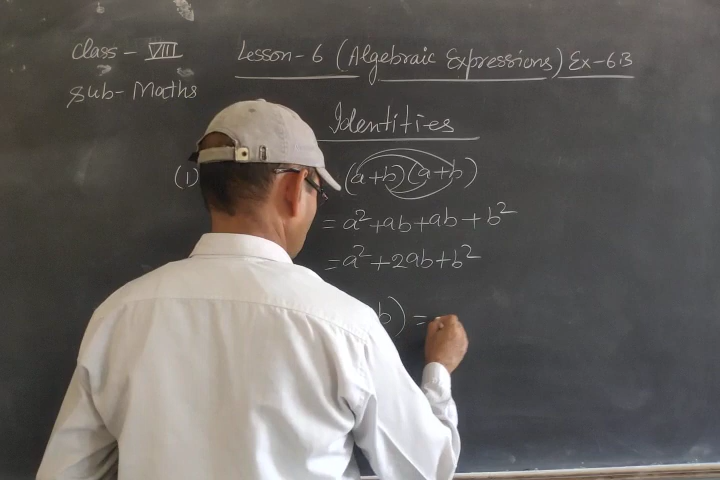 Class - VIII Lesson-6 (Algebraic Expressions) Ex-6.3
Sub- Maths
Identities
(1) (a+b)(a+b)
= a²+ab+ab+b²
= a²+2ab+b²
b) =